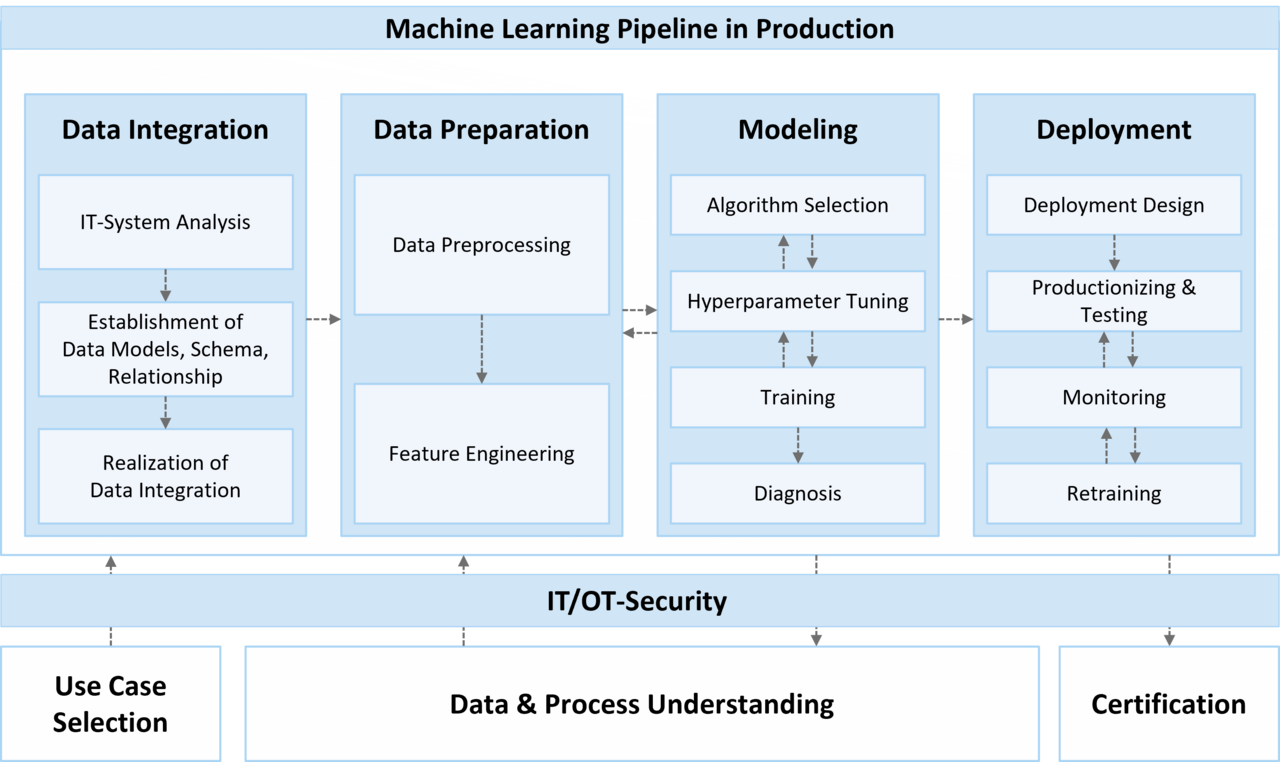 Machine Learning Pipeline in Production
Data Integration
IT-System Analysis
Establishment of
Data Models, Schema,
Relationship
Realization of
Data Integration
Data Preparation
Data Preprocessing
Feature Engineering
Modeling
Algorithm Selection
Hyperparameter Tuning
Training
Diagnosis
Deployment
Deployment Design
Productionizing &
Testing
Monitoring
Retraining
IT/OT-Security
Use Case
Selection
Data & Process Understanding
Certification